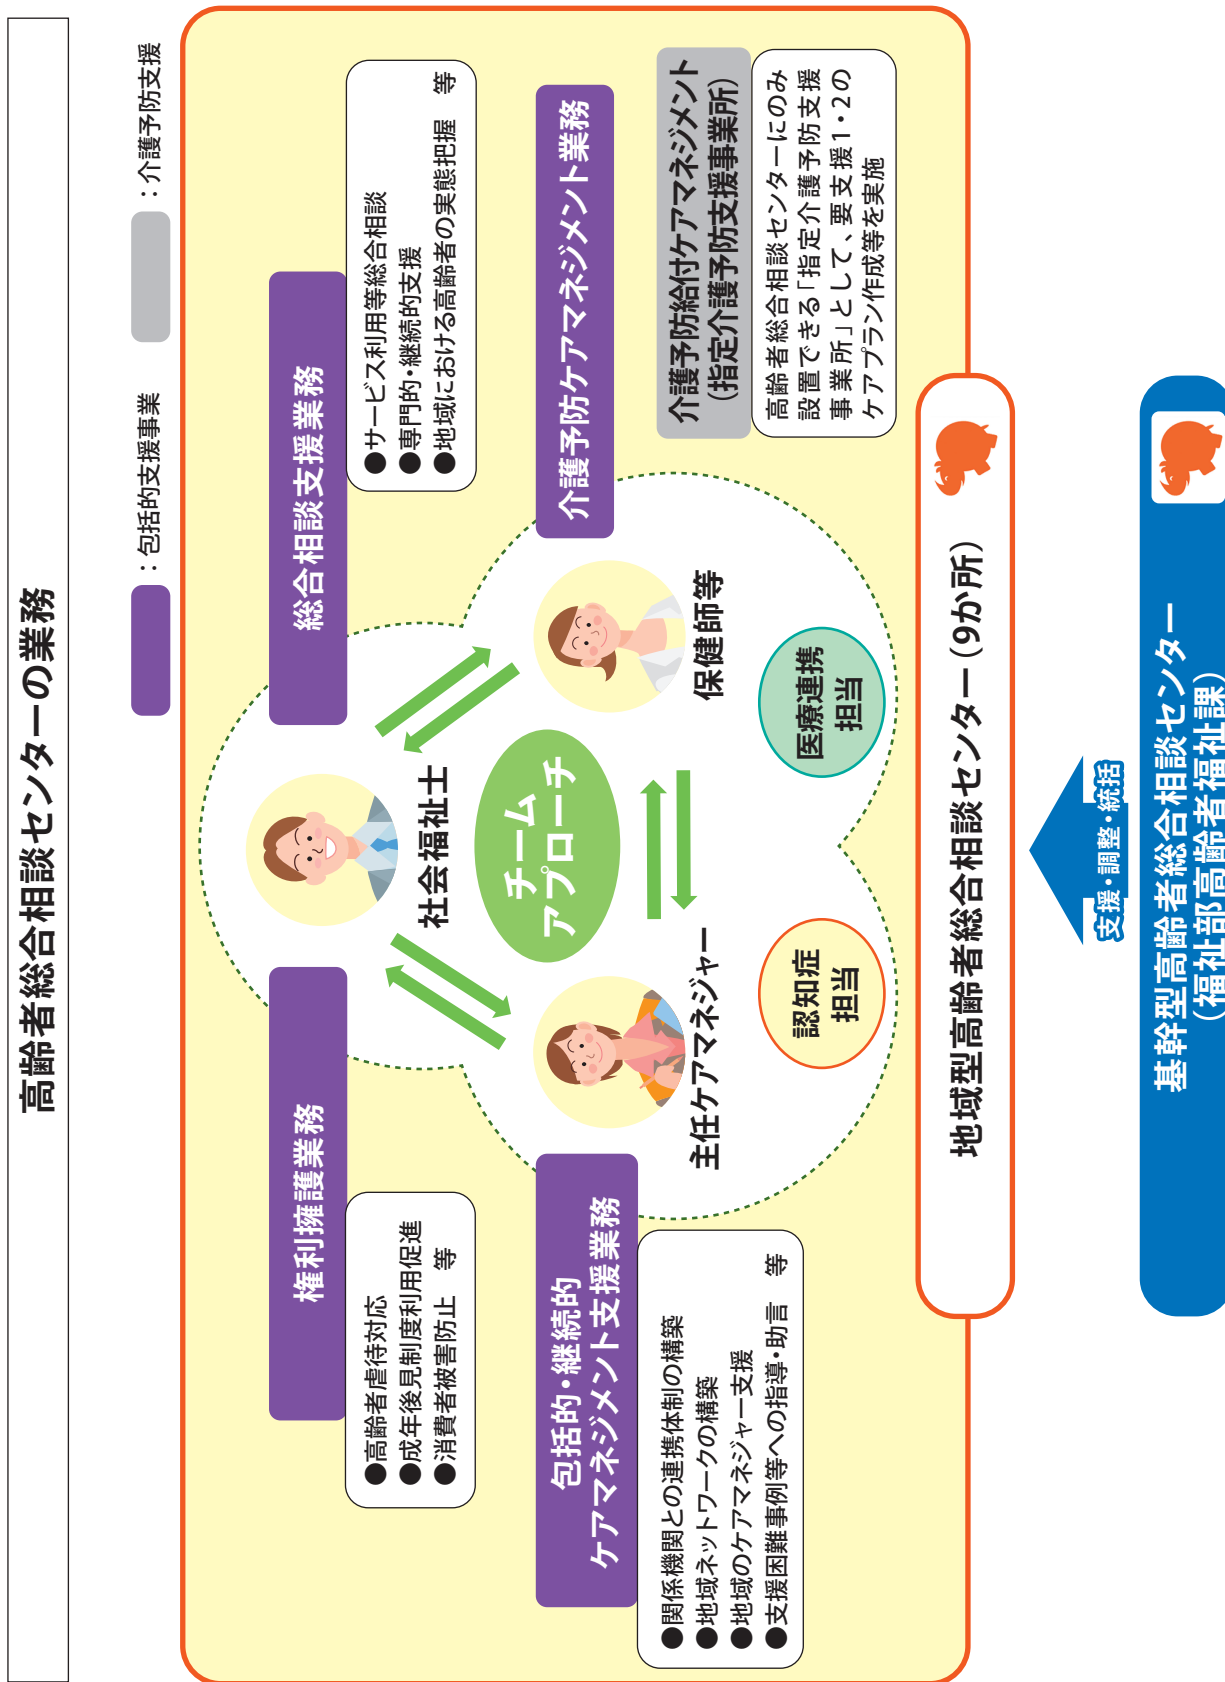 高齢者総合相談センターの業務
：包括的支援事業
：介護予防支援
権利擁護業務
●高齢者虐待対応
●成年後見制度利用促進
●消費者被害防止　等
総合相談支援業務
●サービス利用等総合相談
●専門的・継続的支援
●地域における高齢者の実態把握　等
社会福祉士
チーム
アプローチ
包括的・継続的
ケアマネジメント支援業務
●関係機関との連携体制の構築
●地域ネットワークの構築
●地域のケアマネジャー支援
●支援困難事例等への指導・助言　等
主任ケアマネジャー
保健師等
介護予防ケアマネジメント業務
介護予防給付ケアマネジメント
（指定介護予防支援事業所）
高齢者総合相談センターにのみ
設置できる「指定介護予防支援
事業所」として、要支援1・2の
ケアプラン作成等を実施
認知症
担当
医療連携
担当
地域型高齢者総合相談センター（9か所）
支援・調整・統括
基幹型高齢者総合相談センター
（福祉部高齢者福祉課）